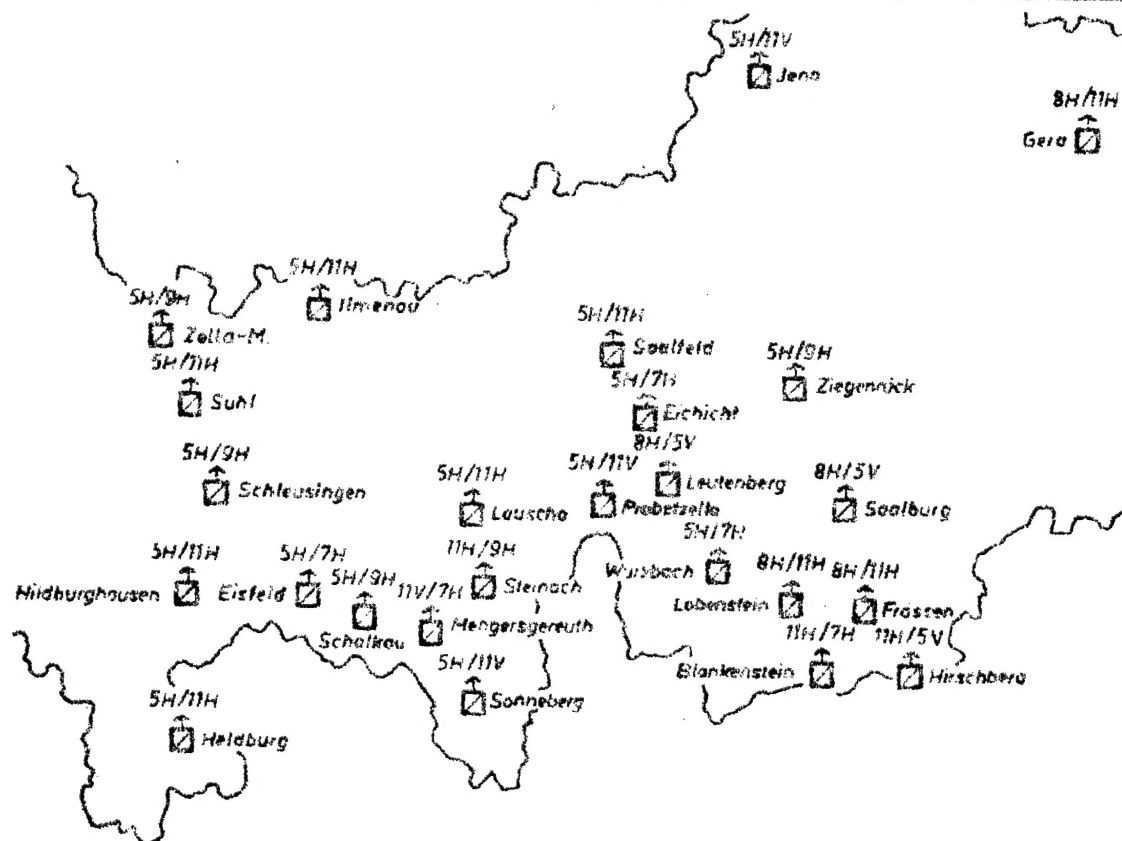 5H/11V
Jena
8H/11H
Gera
5H/11H
Ilmenau
5H/9H
Zella-M.
5H/11H
Saalfeld
5H/11H
Suhl
5H/9H
Ziegenrück
5H/7H
Eichicht
5H/9H
Schleusingen
8H/5V
Leutenberg
5H/11H
Lauscha
5H/11V
Probstzella
8H/5V
Saalburg
5H/7H
Wurzbach
5H/11H
Hildburghausen
5H/7H
Eisfeld
5H/9H
Schalkau
11V/7H
Mengersgereuth
11H/9H
Steinach
8H/11H
Lobenstein
8H/11H
Frössen
11H/7H
Blankenstein
11H/5V
Hirschberg
5H/11V
Sonneberg
5H/11H
Heldburg